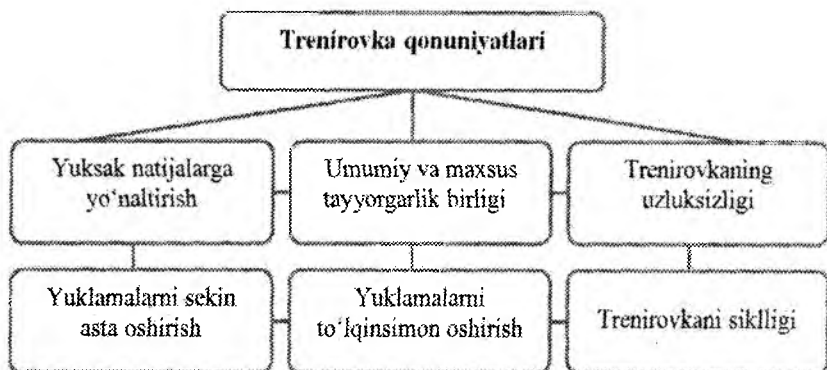 Trenirovka qonuniyatlari
Yuksak natijalarga
yo‘naltirish
Umumiy va maxsus
tayyorgarlik birligi
Trenirovkaning
uzluksizligi
Yuklamalarni sekin
asta oshirish
Yuklamalarni
to‘lqinsimon oshirish
Trenirovkani siklligi